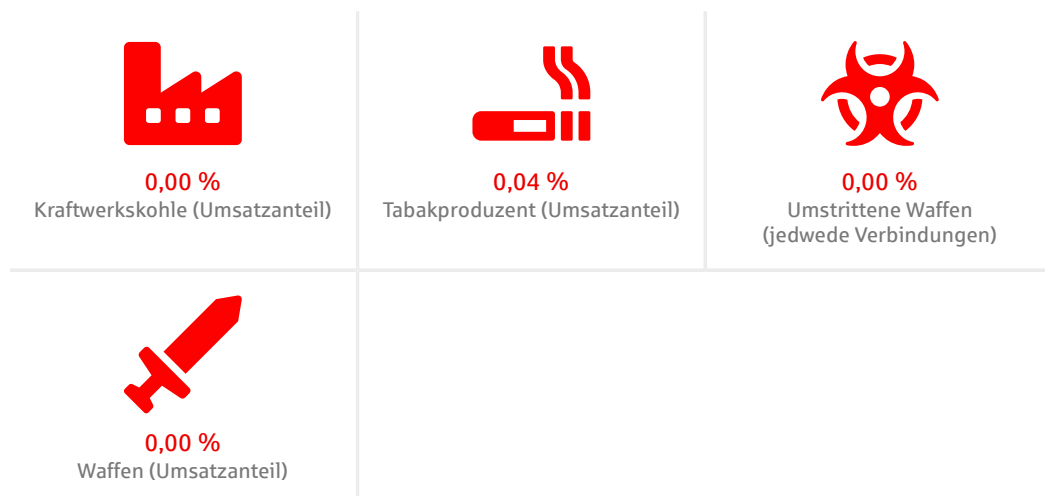 0,00 %
Kraftwerkskohle (Umsatzanteil)
0,04 %
Tabakproduzent (Umsatzanteil)
0,00 %
Umstrittene Waffen
(jedwede Verbindungen)
0,00 %
Waffen (Umsatzanteil)